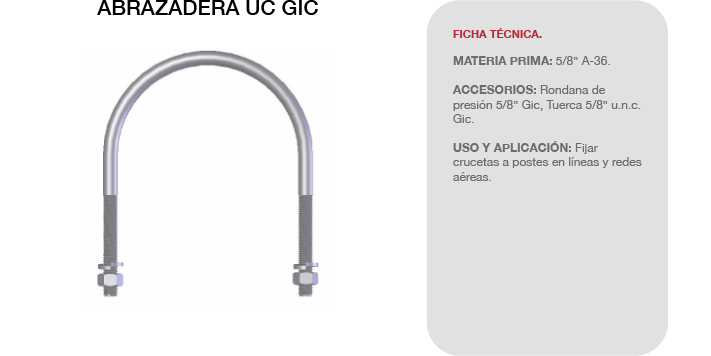 ABRAZADERA UC GIC
FICHA TÉCNICA.
MATERIA PRIMA: 5/8” A-36.
ACCESORIOS: Rondana de
presión 5/8” Gic, Tuerca 5/8” u.n.c.
Gic.
USO Y APLICACIÓN: Fijar
crucetas a postes en líneas y redes
aéreas.